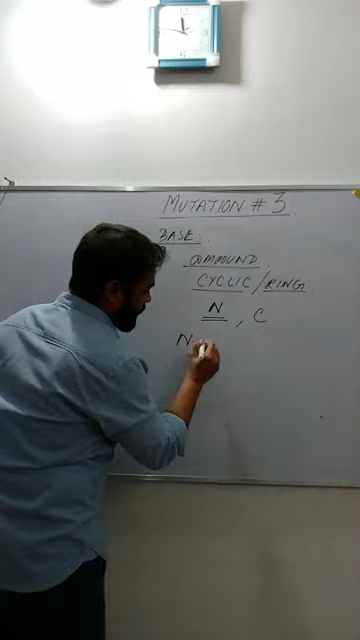 MUTATION # 3
BASE:
COMPOUND
CYCLIC / RING
N , C
N